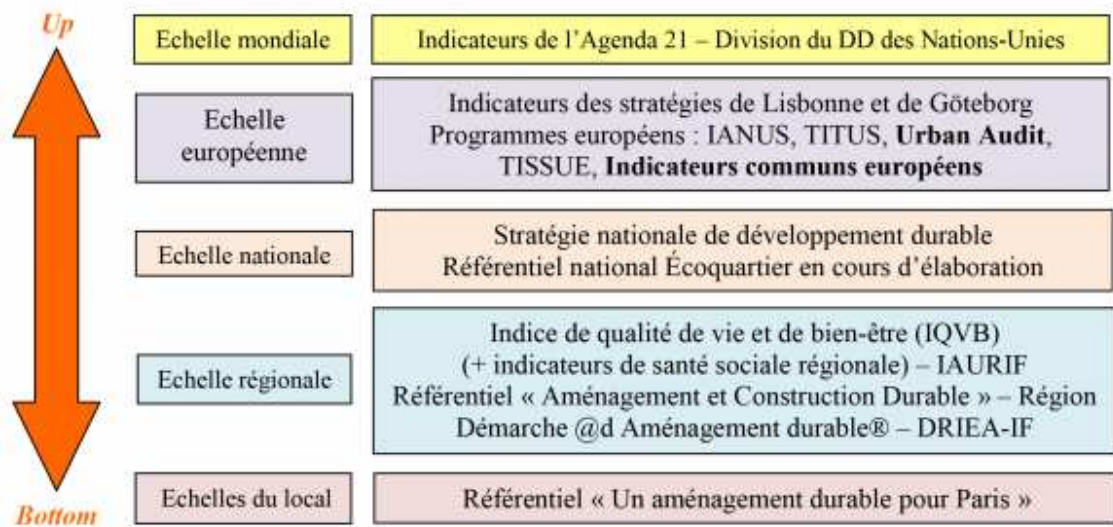 Up
Echelle mondiale
Indicateurs de l'Agenda 21 – Division du DD des Nations-Unies
Echelle
européenne
Indicateurs des stratégies de Lisbonne et de Göteborg
Programmes européens : IANUS, TITUS, Urban Audit,
TISSUE, Indicateurs communs européens
Echelle nationale
Stratégie nationale de développement durable
Référentiel national Écoquartier en cours d'élaboration
Echelle régionale
Indice de qualité de vie et de bien-être (IQVB)
(+ indicateurs de santé sociale régionale) – IAURIF
Référentiel « Aménagement et Construction Durable » – Région
Démarche @d Aménagement durable® – DRIEA-IF
Echelles du local
Référentiel « Un aménagement durable pour Paris »
Bottom